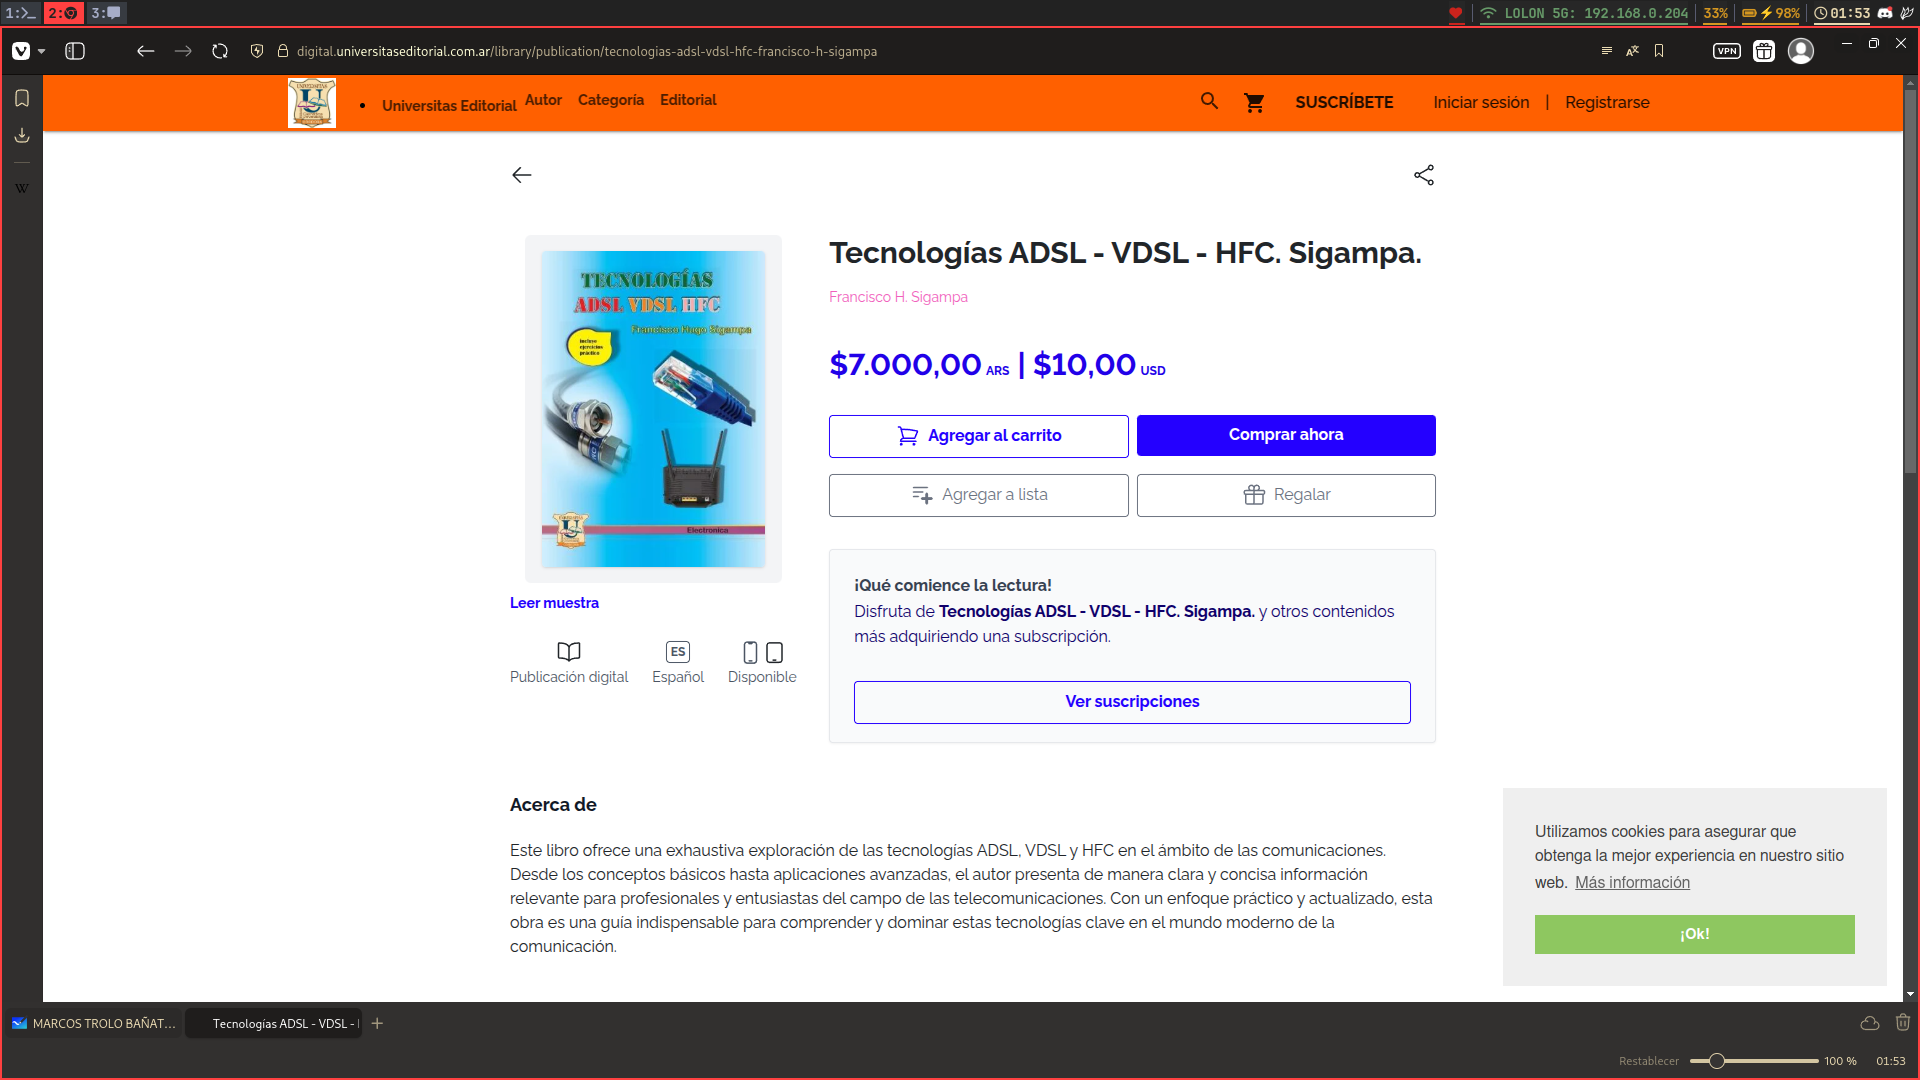 1:>_ 2: 3:
LOLON 5G: 192.168.0.204 33% 98% 01:53
digital.universitaseditorial.com.ar/library/publication/tecnologias-adsl-vdsl-hfc-francisco-h-sigampa
VPN
W
Universitas Editorial Autor Categoría Editorial
SUSCRÍBETE Iniciar sesión | Registrarse
Tecnologías ADSL - VDSL - HFC. Sigampa.
Francisco H. Sigampa
$7.000,00 ARS | $10,00 USD
Agregar al carrito
Comprar ahora
Agregar a lista
Regalar
TECNOLOGÍAS
ADSL VDSL HFC
Francisco Hugo Sigampa
Incluye
ejercicios
práctico
Electronica
Leer muestra
ES
Publicación digital Español Disponible
¡Qué comience la lectura!
Disfruta de Tecnologías ADSL - VDSL - HFC. Sigampa. y otros contenidos
más adquiriendo una subscripción.
Ver suscripciones
Acerca de
Este libro ofrece una exhaustiva exploración de las tecnologías ADSL, VDSL y HFC en el ámbito de las comunicaciones.
Desde los conceptos básicos hasta aplicaciones avanzadas, el autor presenta de manera clara y concisa información
relevante para profesionales y entusiastas del campo de las telecomunicaciones. Con un enfoque práctico y actualizado, esta
obra es una guía indispensable para comprender y dominar estas tecnologías clave en el mundo moderno de la
comunicación.
Utilizamos cookies para asegurar que
obtenga la mejor experiencia en nuestro sitio
web. Más información
¡Ok!
MARCOS TROLO BAÑAT...
Tecnologías ADSL - VDSL -
Restablecer 100 % 01:53